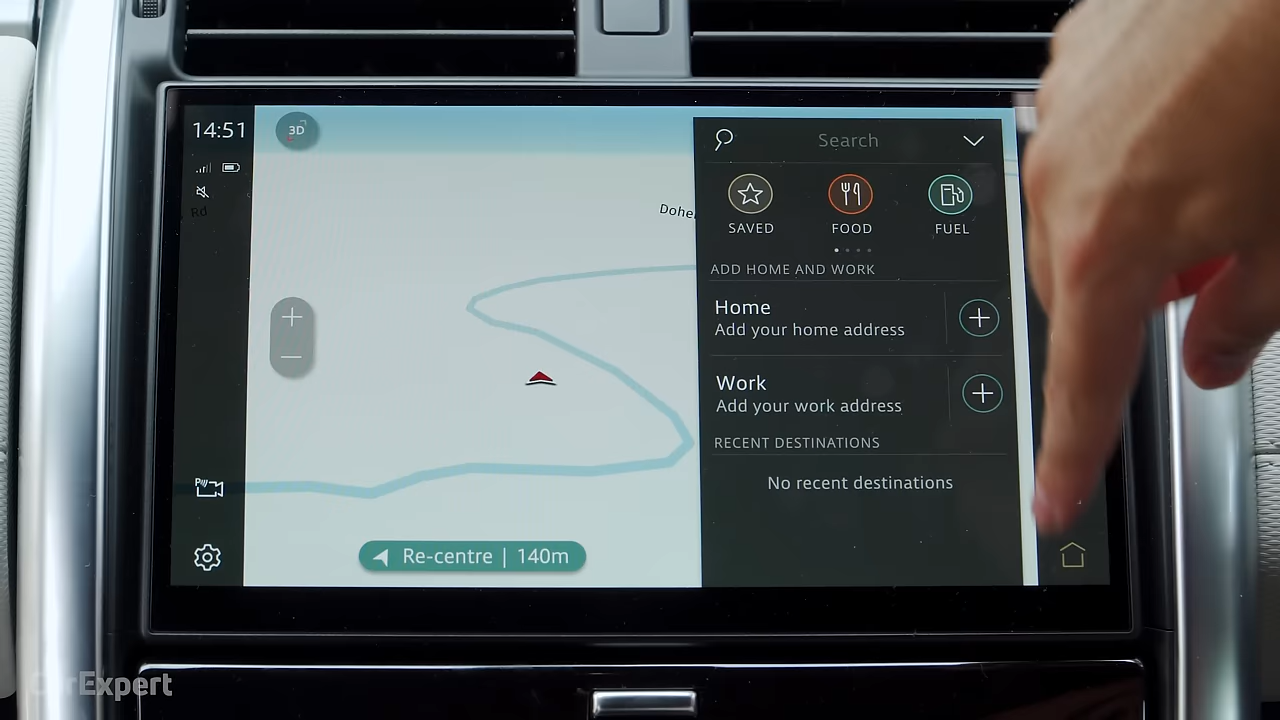 14:51
3D
Rd
Dohe
Search
SAVED
FOOD
FUEL
ADD HOME AND WORK
Home
Add your home address
Work
Add your work address
RECENT DESTINATIONS
No recent destinations
Re-centre | 140m
CarExpert